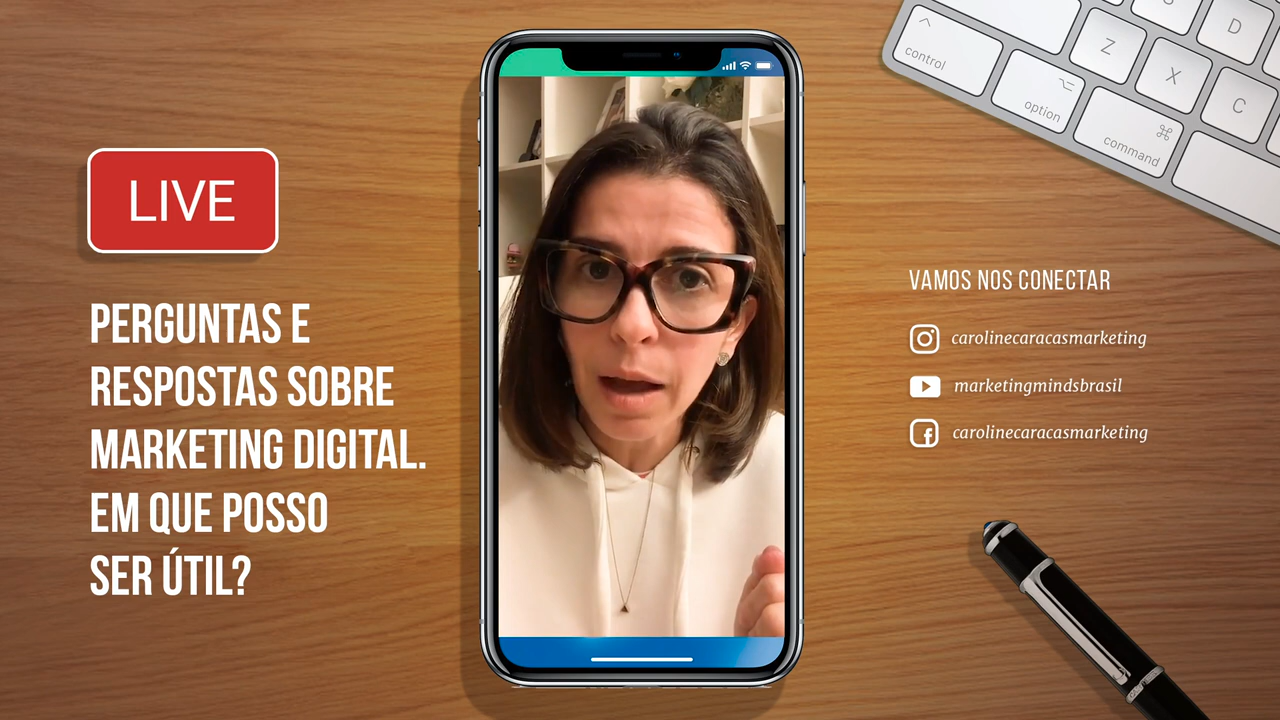 LIVE
PERGUNTAS E
RESPOSTAS SOBRE
MARKETING DIGITAL.
EM QUE POSSO
SER ÚTIL?
VAMOS NOS CONECTAR
carolinecaracasmarketing
marketingmindsbrasil
carolinecaracasmarketing
S D
Z X C
control
option
command